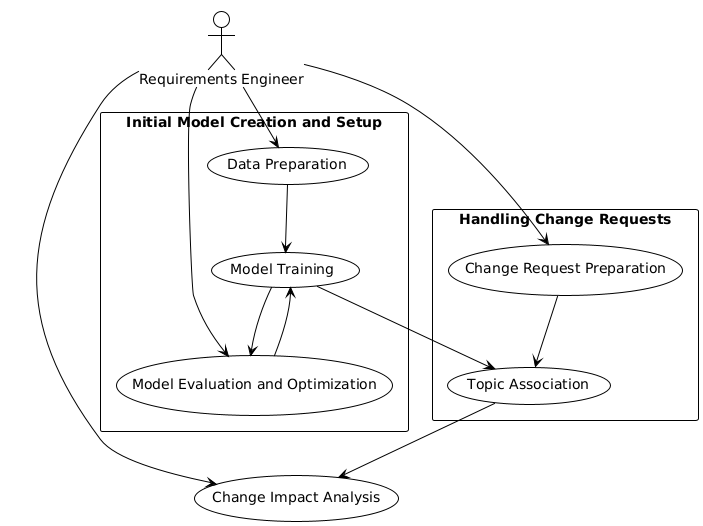 Requirements Engineer
Initial Model Creation and Setup
Data Preparation
Handling Change Requests
Model Training
Change Request Preparation
Model Evaluation and Optimization
Topic Association
Change Impact Analysis